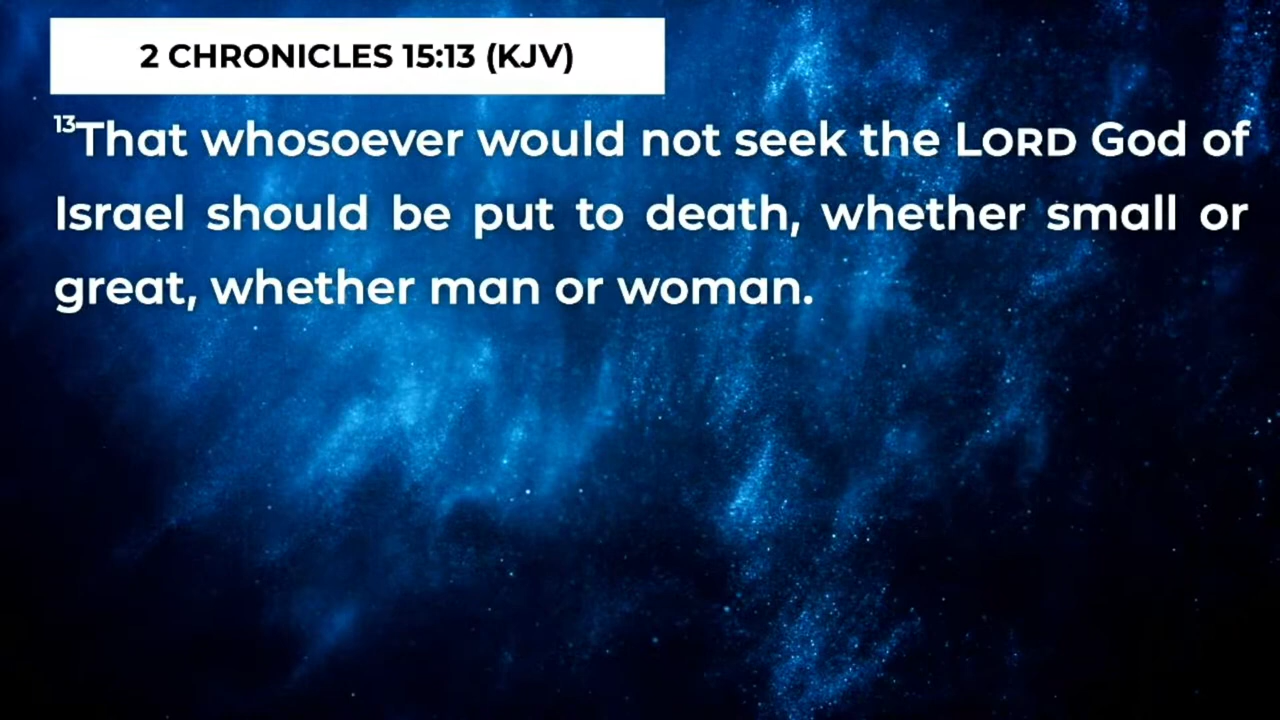 2 CHRONICLES 15:13 (KJV)
13That whosoever would not seek the LORD God of
Israel should be put to death, whether small or
great, whether man or woman.